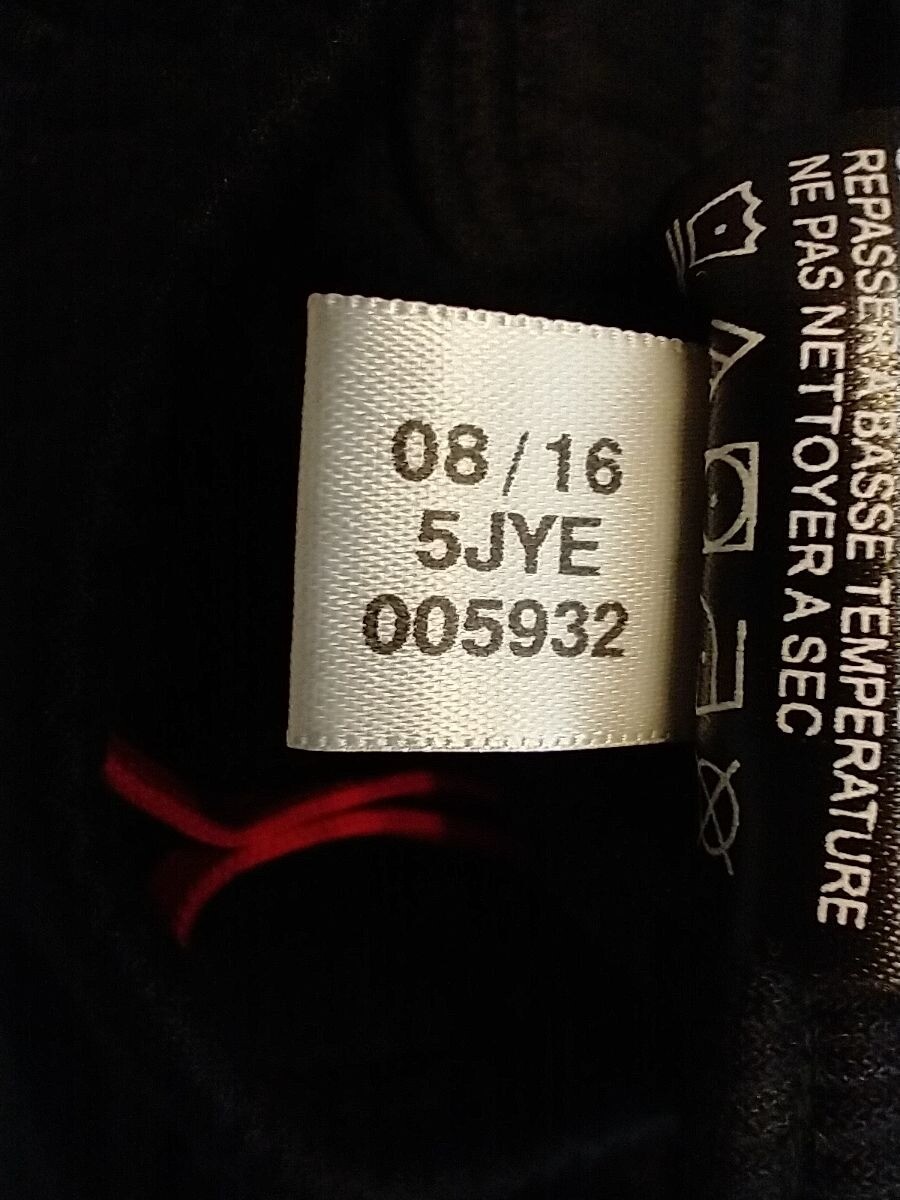 08/16
5JYE
005932
REPASSER A BASSE TEMPERATURE
NE PAS NETTOYER A SEC